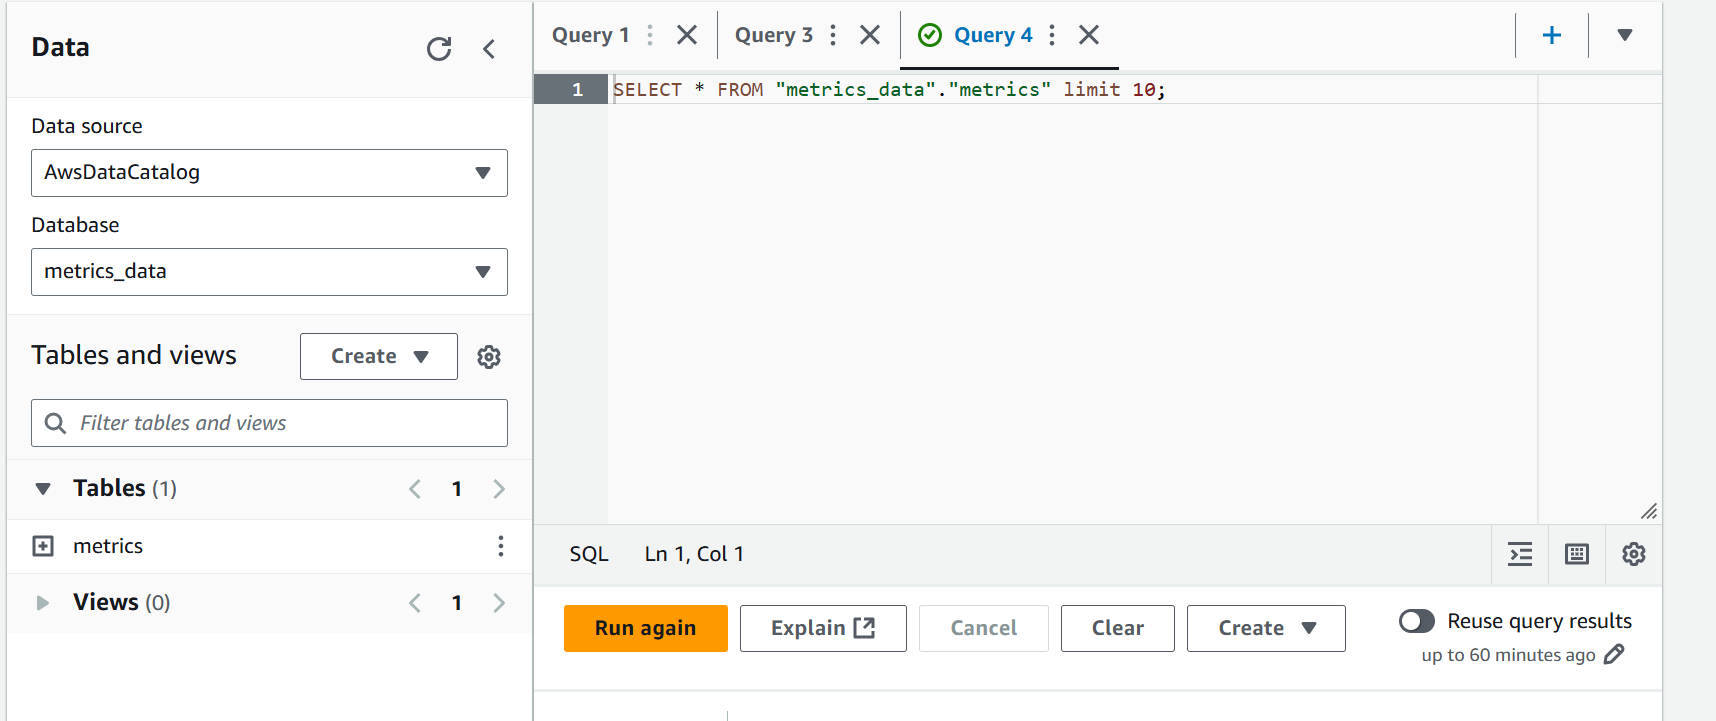 Data
Data source
AwsDataCatalog
Database
metrics_data
Tables and views
Create
Filter tables and views
Tables (1)
1
metrics
Views (0)
1
Query 1
Query 3
Query 4
1
SELECT * FROM "metrics_data"."metrics" limit 10;
SQL
Ln 1, Col 1
Run again
Explain
Cancel
Clear
Create
Reuse query results
up to 60 minutes ago